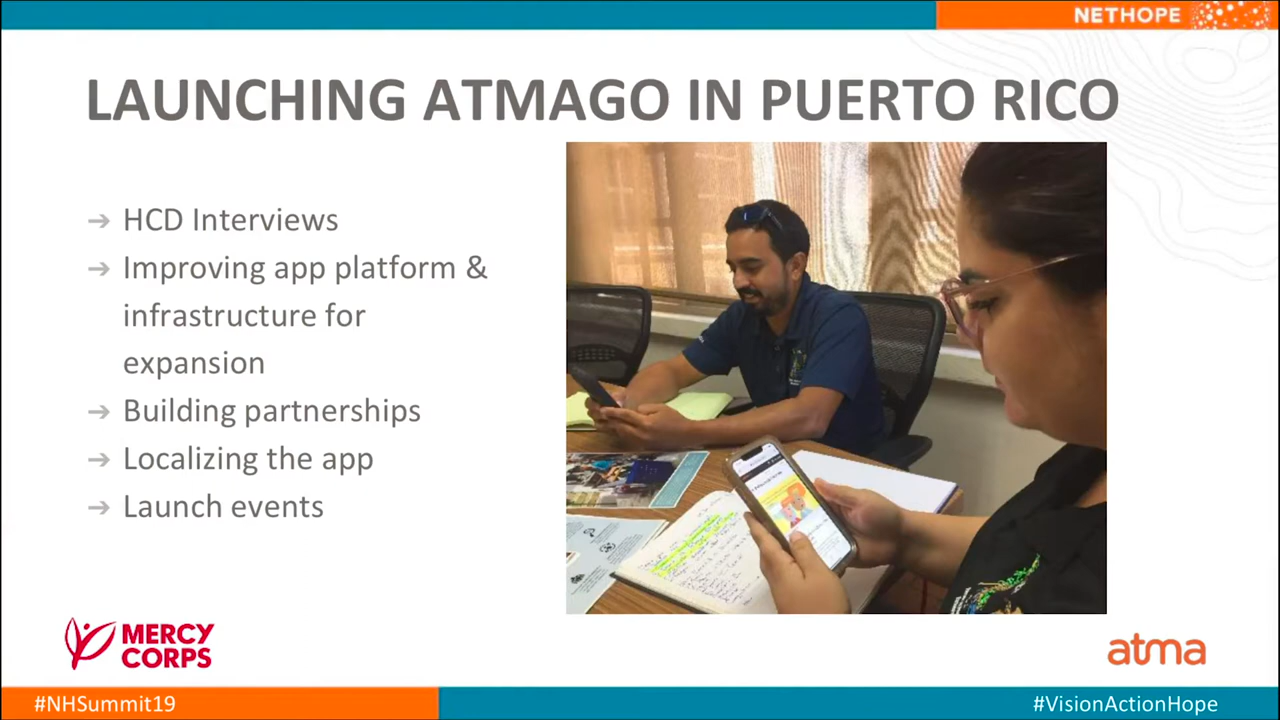 NETHOPE
LAUNCHING ATMAGO IN PUERTO RICO
→ HCD Interviews
→ Improving app platform &
infrastructure for
expansion
→ Building partnerships
→ Localizing the app
→ Launch events
MERCY
CORPS
atma
#NHSummit19
#VisionActionHope